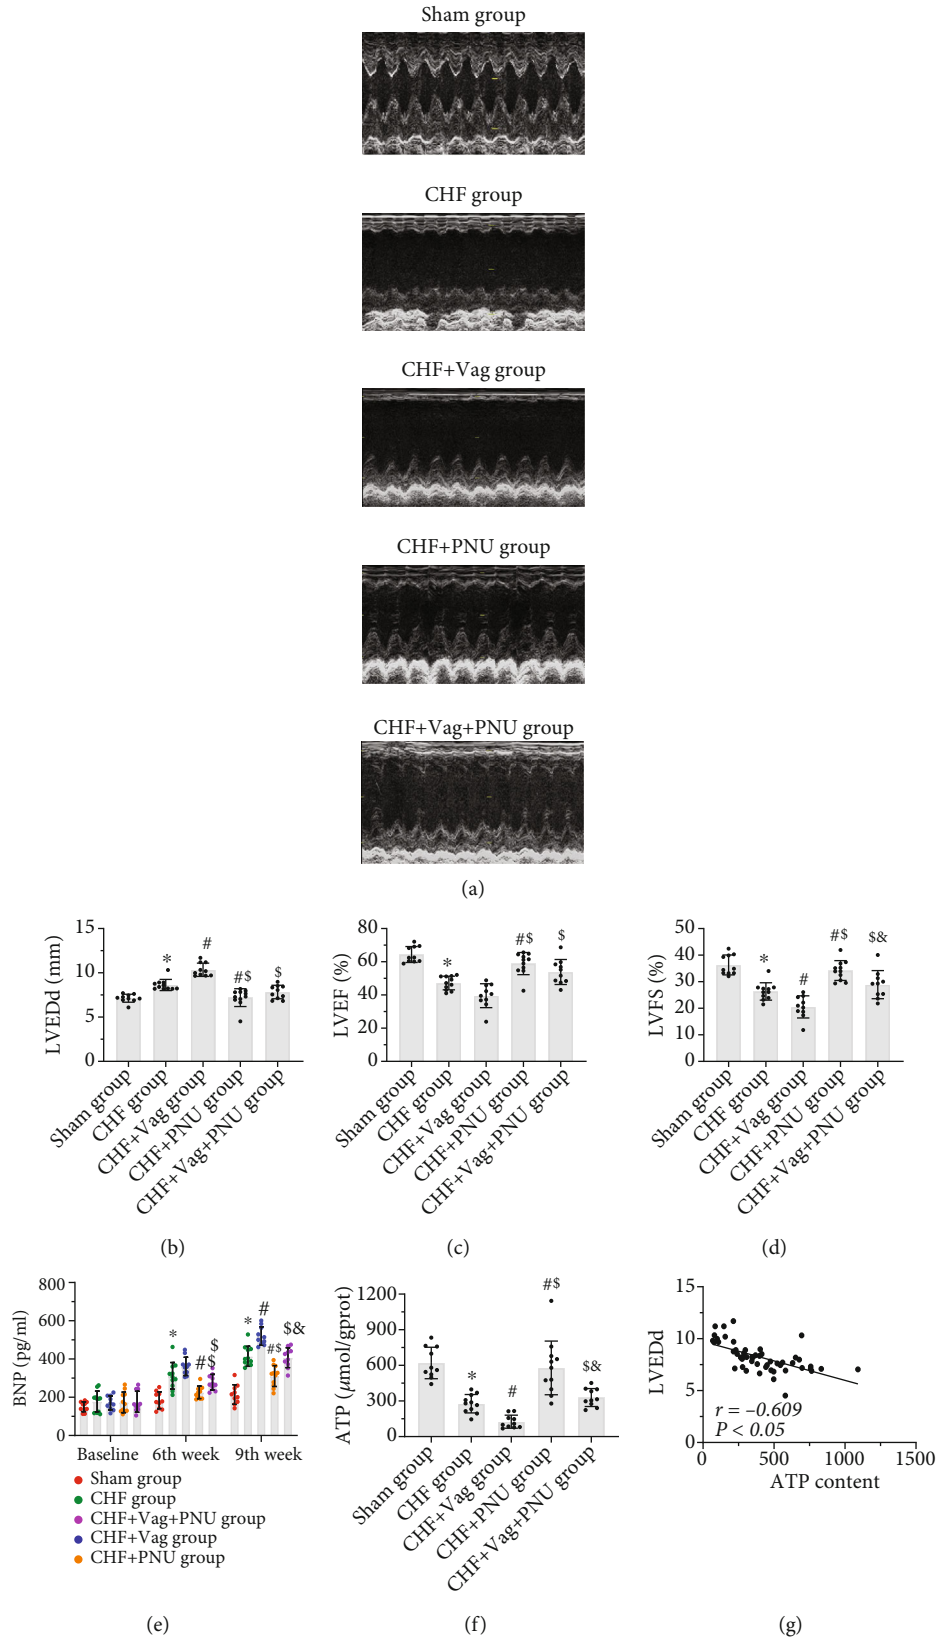 Sham group
CHF group
CHF+Vag group
CHF+PNU group
CHF+Vag+PNU group
(a)
15
10
5
0
LVEDd (mm)
*
#
#$
$
Sham group
CHF group
CHF+Vag group
CHF+PNU group
CHF+Vag+PNU group
(b)
80
60
40
20
0
LVEF (%)
*
#$
$
Sham group
CHF group
CHF+Vag group
CHF+PNU group
CHF+Vag+PNU group
(c)
50
40
30
20
10
0
LVFS (%)
*
#
#$
$&
Sham group
CHF group
CHF+Vag group
CHF+PNU group
CHF+Vag+PNU group
(d)
800
600
400
200
0
BNP (pg/ml)
*
#$
$
*
#
#$
$&
Baseline
6th week
9th week
Sham group
CHF group
CHF+Vag+PNU group
CHF+Vag group
CHF+PNU group
(e)
1200
900
600
300
0
ATP (μmol/gprot)
*
#
#$
$&
Sham group
CHF group
CHF+Vag group
CHF+PNU group
CHF+Vag+PNU group
(f)
15
10
5
0
LVEDd
r = –0.609
P < 0.05
0
500
1000
1500
ATP content
(g)